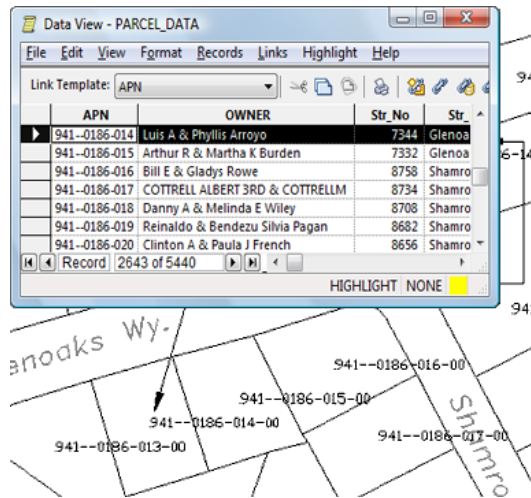 Data View - PARCEL_DATA
File Edit View Format Records Links Highlight Help
Link Template: APN
APN OWNER Str_No Str_
941--0186-014 Luis A & Phyllis Arroyo 7344 Glenoa
941--0186-015 Arthur R & Martha K Burden 7332 Glenoa
941--0186-016 Bill E & Gladys Rowe 8758 Shamro
941--0186-017 COTTRELL ALBERT 3RD & COTTRELLM 8734 Shamro
941--0186-018 Danny A & Melinda E Wiley 8708 Shamro
941--0186-019 Reinaldo & Bendezu Silvia Pagan 8682 Shamro
941--0186-020 Clinton A & Paula J French 8656 Shamro
Record 2643 of 5440
HIGHLIGHT NONE
94
6-14
941
enoaks Wy.
941--0186-016-00
941--0186-015-00
941--0186-014-00
941--0186-013-00
941--0186-017-00
Shamro